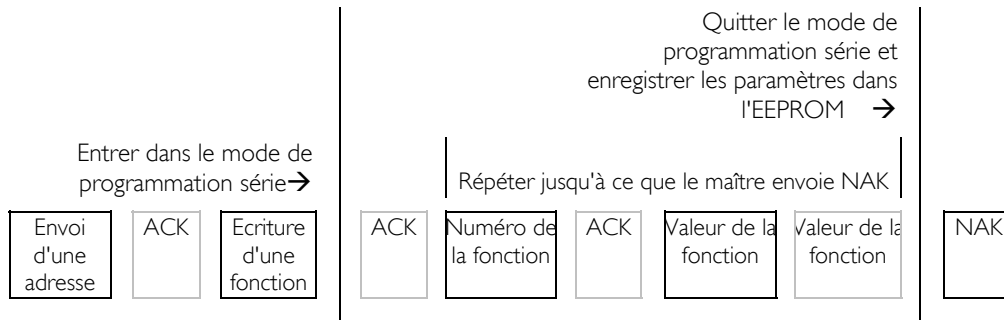 Quitter le mode de
programmation série et
enregistrer les paramètres dans
l'EEPROM →
Entrer dans le mode de
programmation série→
Répéter jusqu'à ce que le maître envoie NAK
Envoi
d'une
adresse
ACK
Ecriture
d'une
fonction
ACK
Numéro de
la fonction
ACK
Valeur de la
fonction
Valeur de la
fonction
NAK